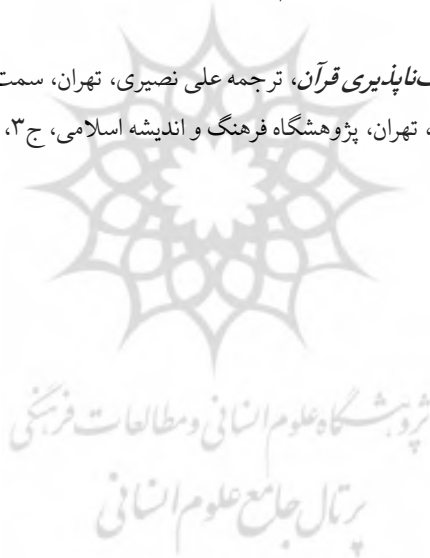 ناپذیری قرآن، ترجمه علی نصیری، تهران، سمت
، تهران، پژوهشگاه فرهنگ و اندیشه اسلامی، ج۳،
پژوهشگاه علوم انسانی و مطالعات فرهنگی
پرتال جامع علوم انسانی